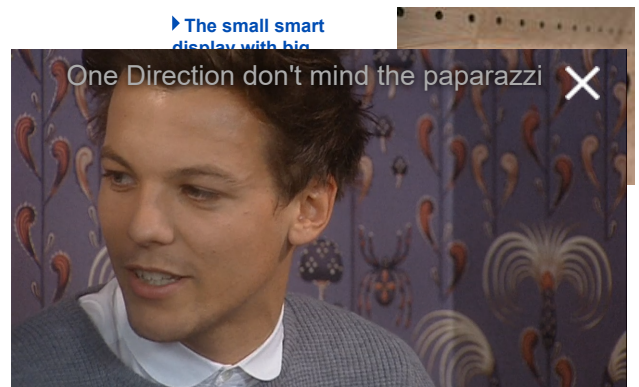 The small smart
display with big
One Direction don't mind the paparazzi